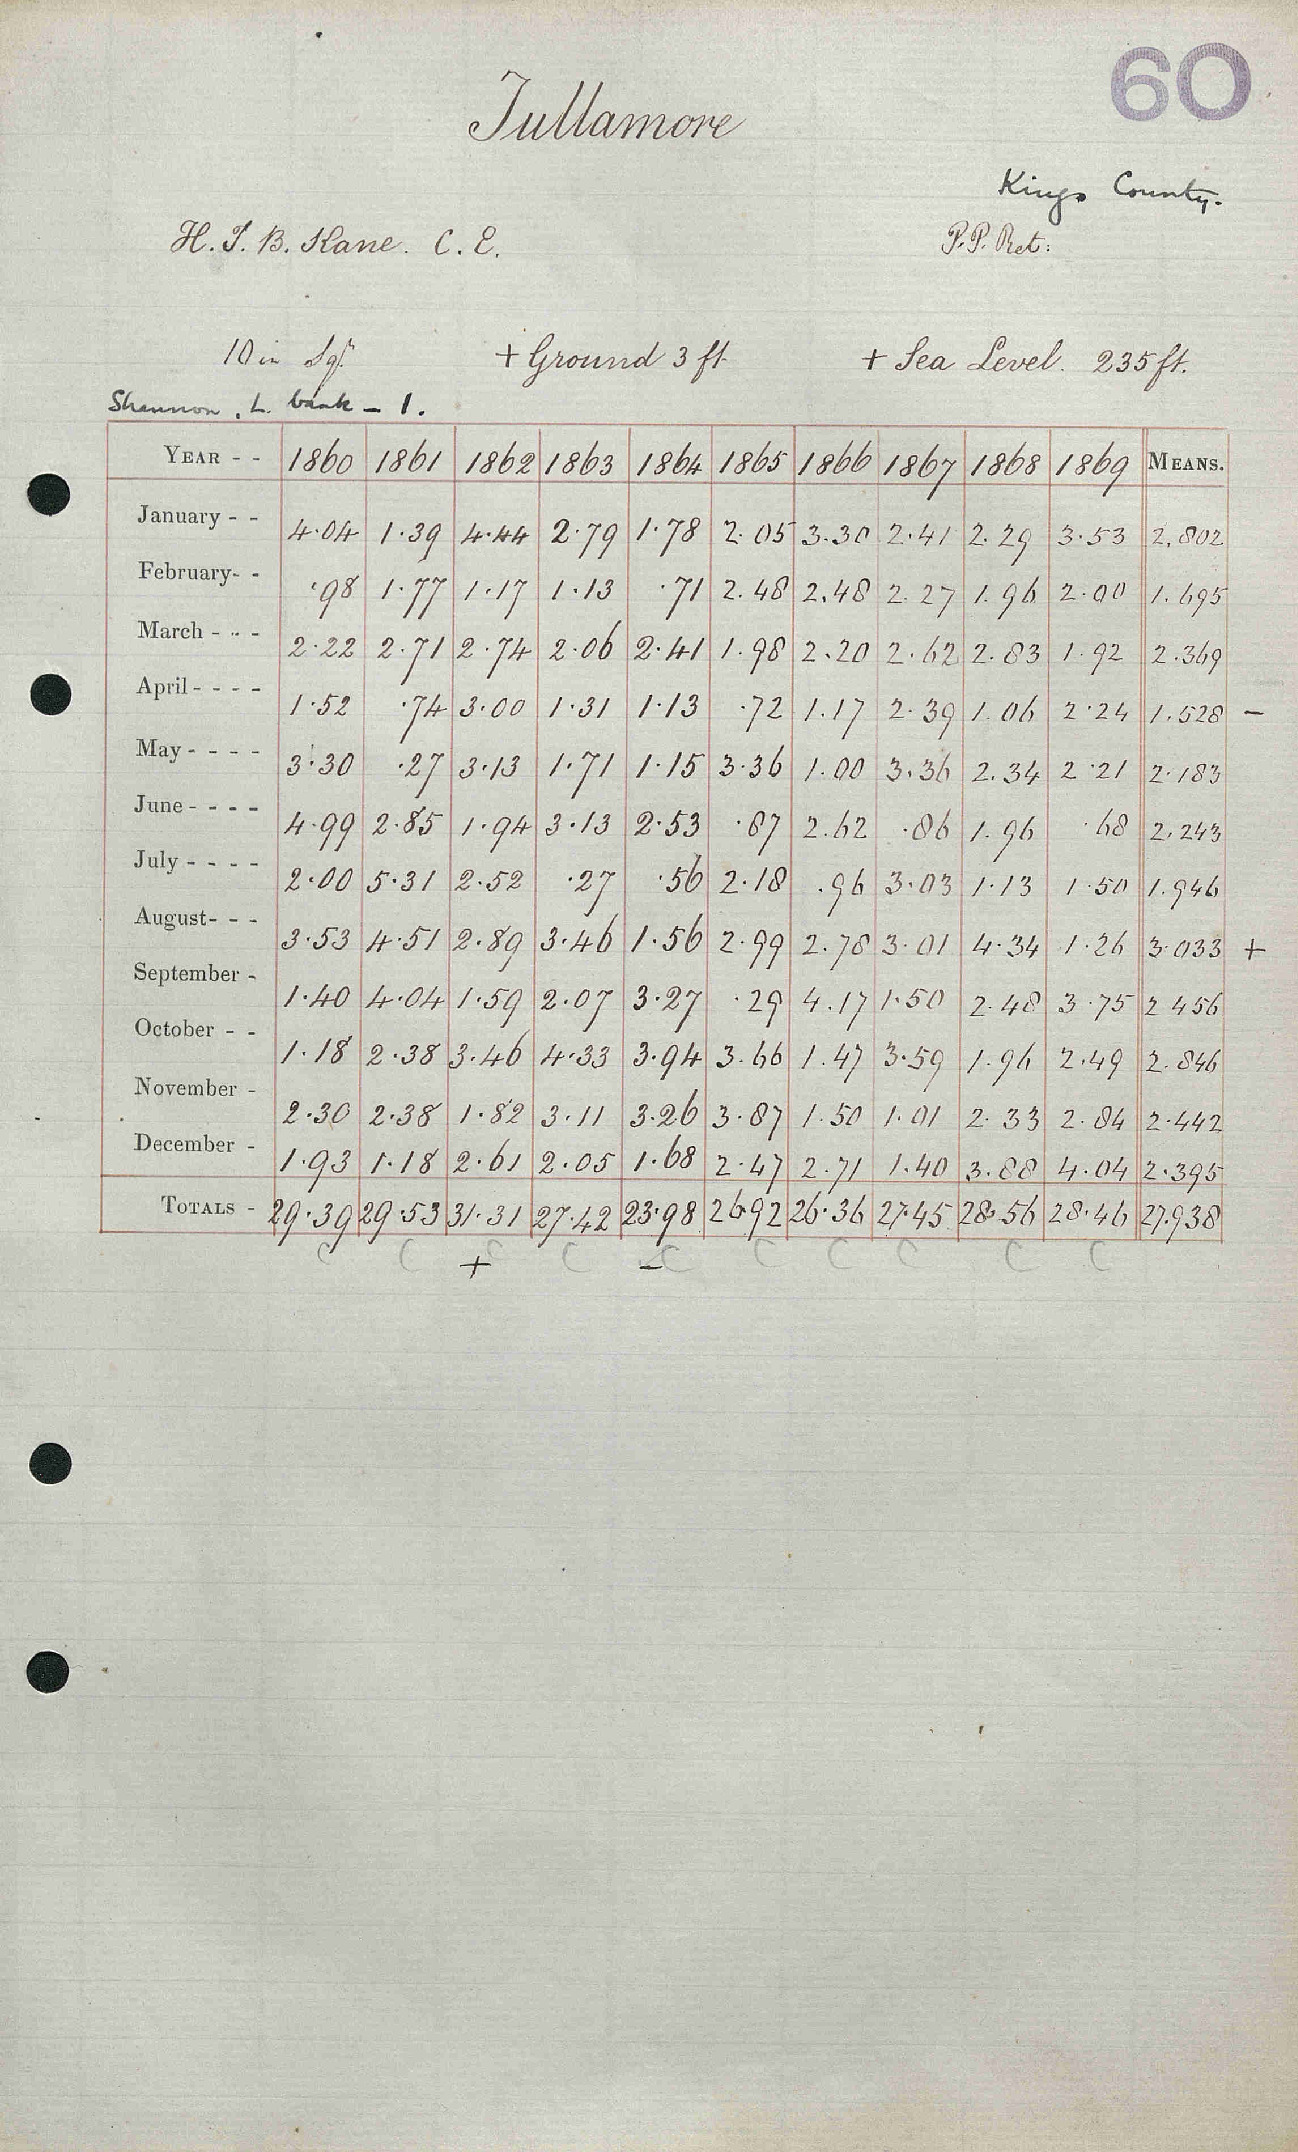 60
Tullamore
Kings County.
H. T. B. Kane. C. E.
P.P. Ret:
10 in Sqr + Ground 3 ft + Sea Level. 235 ft.
Shannon, L. bank - 1.
YEAR - - 1860 1861 1862 1863 1864 1865 1866 1867 1868 1869 MEANS.
January - - 4.04 1.39 4.44 2.79 1.78 2.05 3.30 2.41 2.29 3.53 2.802
February - - .98 1.77 1.17 1.13 .71 2.48 2.48 2.27 1.96 2.00 1.695
March - - - 2.22 2.71 2.74 2.06 2.41 1.98 2.20 2.62 2.83 1.92 2.369
April - - - - 1.52 .74 3.00 1.31 1.13 .72 1.17 2.39 1.06 2.24 1.528 -
May - - - - 3.30 .27 3.13 1.71 1.15 3.36 1.00 3.36 2.34 2.21 2.183
June - - - - 4.99 2.85 1.94 3.13 2.53 .87 2.62 .86 1.96 .68 2.243
July - - - - 2.00 5.31 2.52 .27 .56 2.18 .96 3.03 1.13 1.50 1.946
August - - - 3.53 4.51 2.89 3.46 1.56 2.99 2.78 3.01 4.34 1.26 3.033 +
September - 1.40 4.04 1.59 2.07 3.27 .29 4.17 1.50 2.48 3.75 2 456
October - - 1.18 2.38 3.46 4.33 3.94 3.66 1.47 3.59 1.96 2.49 2.846
November - 2.30 2.38 1.82 3.11 3.26 3.87 1.50 1.01 2.33 2.84 2.442
December - 1.93 1.18 2.61 2.05 1.68 2.47 2.71 1.40 3.88 4.04 2.395
TOTALS - 29.39 29.53 31.31 27.42 23.98 26.92 26.36 27.45 28.56 28.46 27.938
C C + C C - C C C C C C